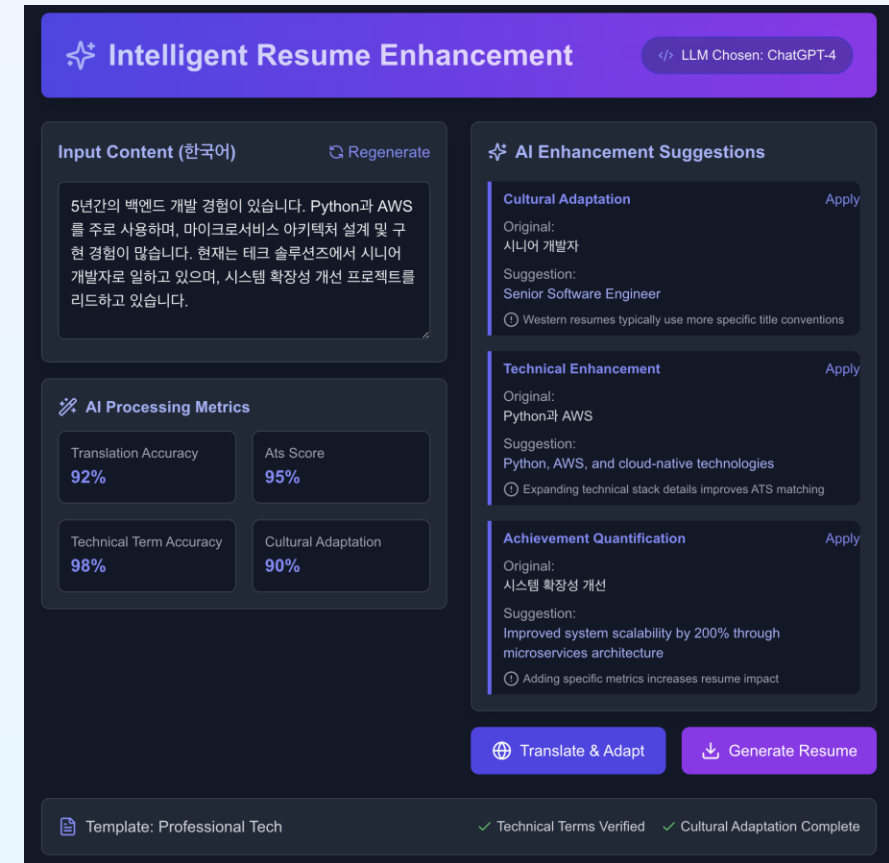 Intelligent Resume Enhancement
</> LLM Chosen: ChatGPT-4
Input Content (한국어)
Regenerate
5년간의 백엔드 개발 경험이 있습니다. Python과 AWS
를 주로 사용하며, 마이크로서비스 아키텍처 설계 및 구
현 경험이 많습니다. 현재는 테크 솔루션즈에서 시니어
개발자로 일하고 있으며, 시스템 확장성 개선 프로젝트를
리드하고 있습니다.
AI Processing Metrics
Translation Accuracy
92%
Ats Score
95%
Technical Term Accuracy
98%
Cultural Adaptation
90%
AI Enhancement Suggestions
Cultural Adaptation
Apply
Original:
시니어 개발자
Suggestion:
Senior Software Engineer
Western resumes typically use more specific title conventions
Technical Enhancement
Apply
Original:
Python과 AWS
Suggestion:
Python, AWS, and cloud-native technologies
Expanding technical stack details improves ATS matching
Achievement Quantification
Apply
Original:
시스템 확장성 개선
Suggestion:
Improved system scalability by 200% through
microservices architecture
Adding specific metrics increases resume impact
Translate & Adapt
Generate Resume
Template: Professional Tech
Technical Terms Verified
Cultural Adaptation Complete